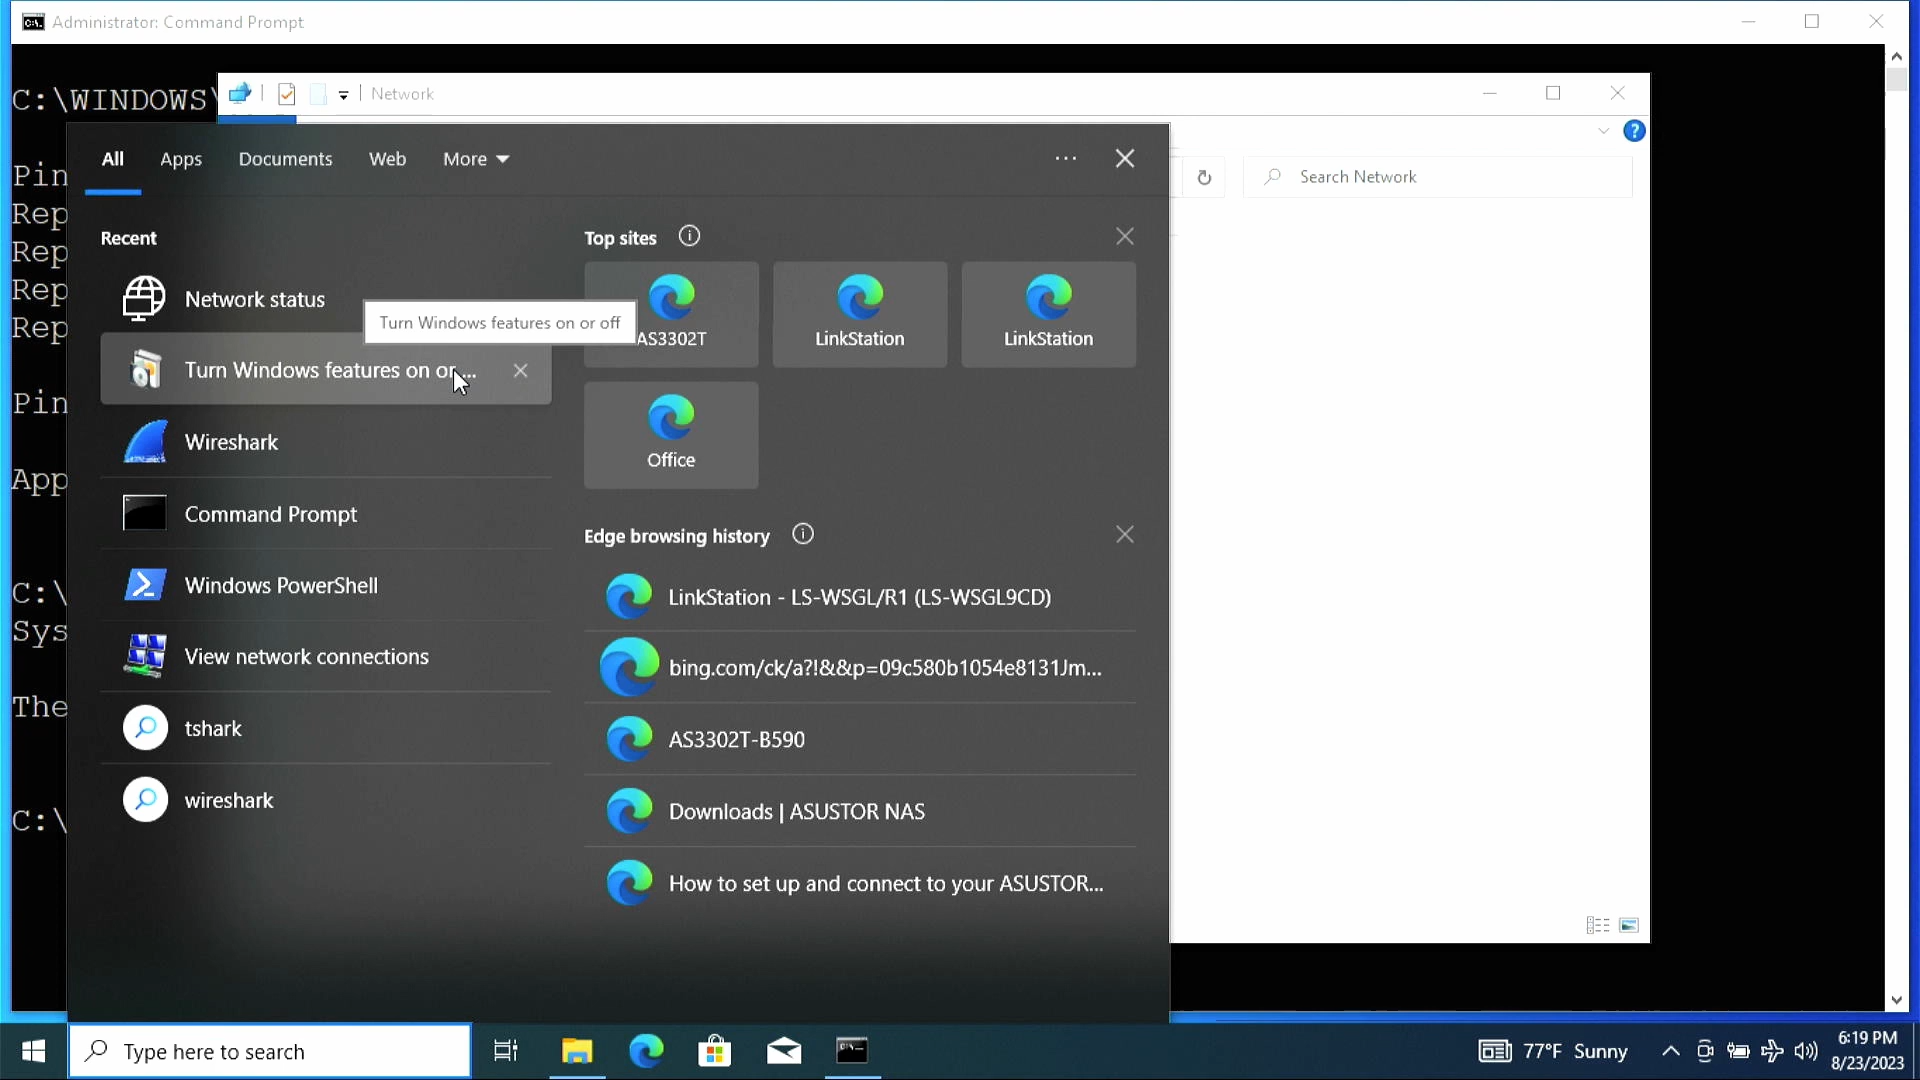 Administrator: Command Prompt
C:\WINDOWS\
Network
All
Apps
Documents
Web
More
Search Network
Pin
Rep
Rep
Rep
Rep
Pin
App
C:\
Sys
The
C:\
Recent
Network status
Turn Windows features on or off
Turn Windows features on or ...
Wireshark
Command Prompt
Windows PowerShell
View network connections
tshark
wireshark
Top sites
AS3302T
LinkStation
LinkStation
Office
Edge browsing history
LinkStation - LS-WSGL/R1 (LS-WSGL9CD)
bing.com/ck/a?!&&p=09c580b1054e8131Jm...
AS3302T-B590
Downloads | ASUSTOR NAS
How to set up and connect to your ASUSTOR...
Type here to search
77°F Sunny
6:19 PM
8/23/2023